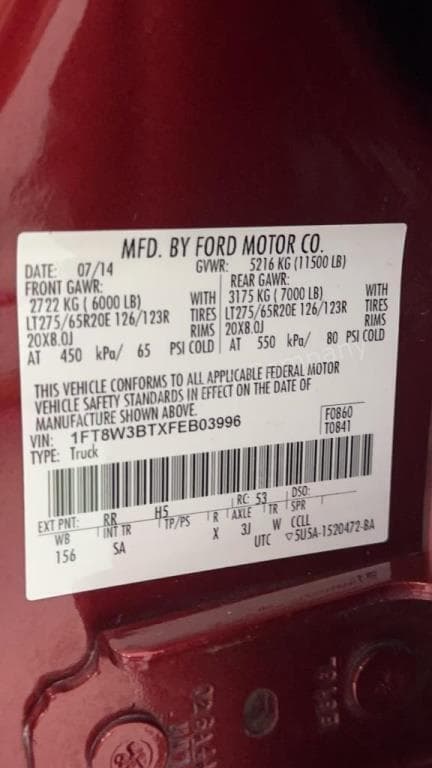 MFD. BY FORD MOTOR CO.
DATE: 07/14 GVWR: 5216 KG (11500 LB)
FRONT GAWR: REAR GAWR:
2722 KG ( 6000 LB) WITH 3175 KG ( 7000 LB) WITH
LT275/65R20E 126/123R TIRES LT275/65R20E 126/123R TIRES
20X8.0J RIMS 20X8.0J RIMS
AT 450 kPa/ 65 PSI COLD AT 550 kPa/ 80 PSI COLD
THIS VEHICLE CONFORMS TO ALL APPLICABLE FEDERAL MOTOR
VEHICLE SAFETY STANDARDS IN EFFECT ON THE DATE OF
MANUFACTURE SHOWN ABOVE.
VIN: 1FT8W3BTXFEB03996 F0860
TYPE: Truck T0841
EXT PNT: RR H5 RC: 53 DSO:
WB INT TR TP/PS R AXLE TR SPR
156 SA X 3J W CCLL
UTC ▽5U5A-1520472-BA